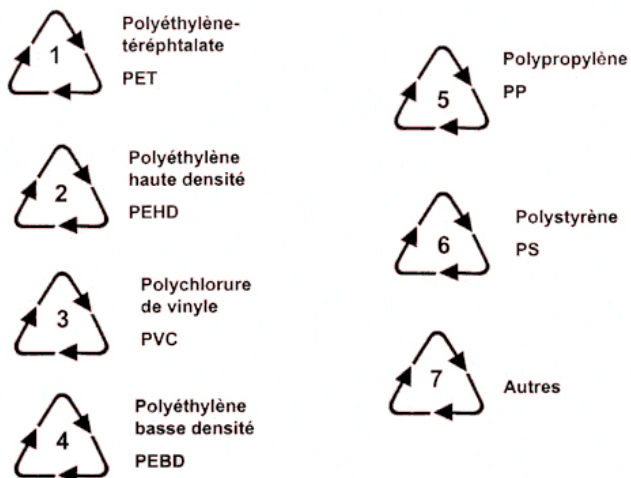 1
Polyéthylène-
téréphtalate
PET
2
Polyéthylène
haute densité
PEHD
3
Polychlorure
de vinyle
PVC
4
Polyéthylène
basse densité
PEBD
5
Polypropylène
PP
6
Polystyrène
PS
7
Autres